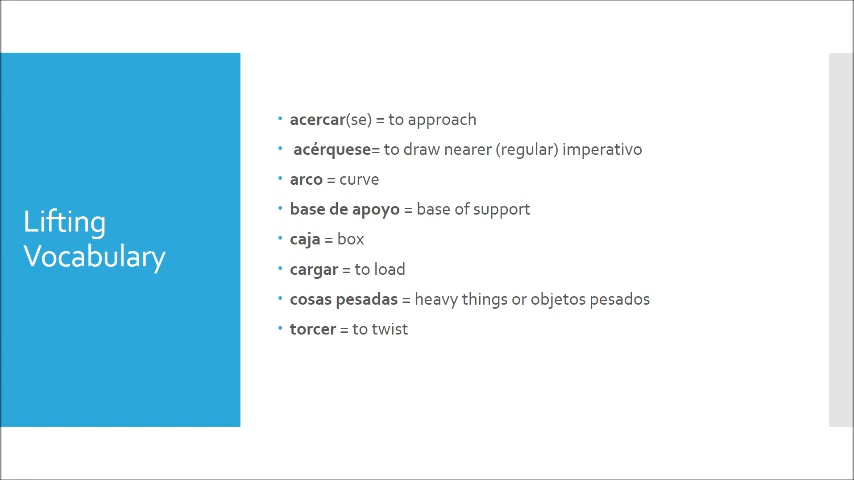 Lifting
Vocabulary
• acercar(se) = to approach
• acérquese= to draw nearer (regular) imperativo
• arco = curve
• base de apoyo = base of support
• caja = box
• cargar = to load
• cosas pesadas = heavy things or objetos pesados
• torcer = to twist